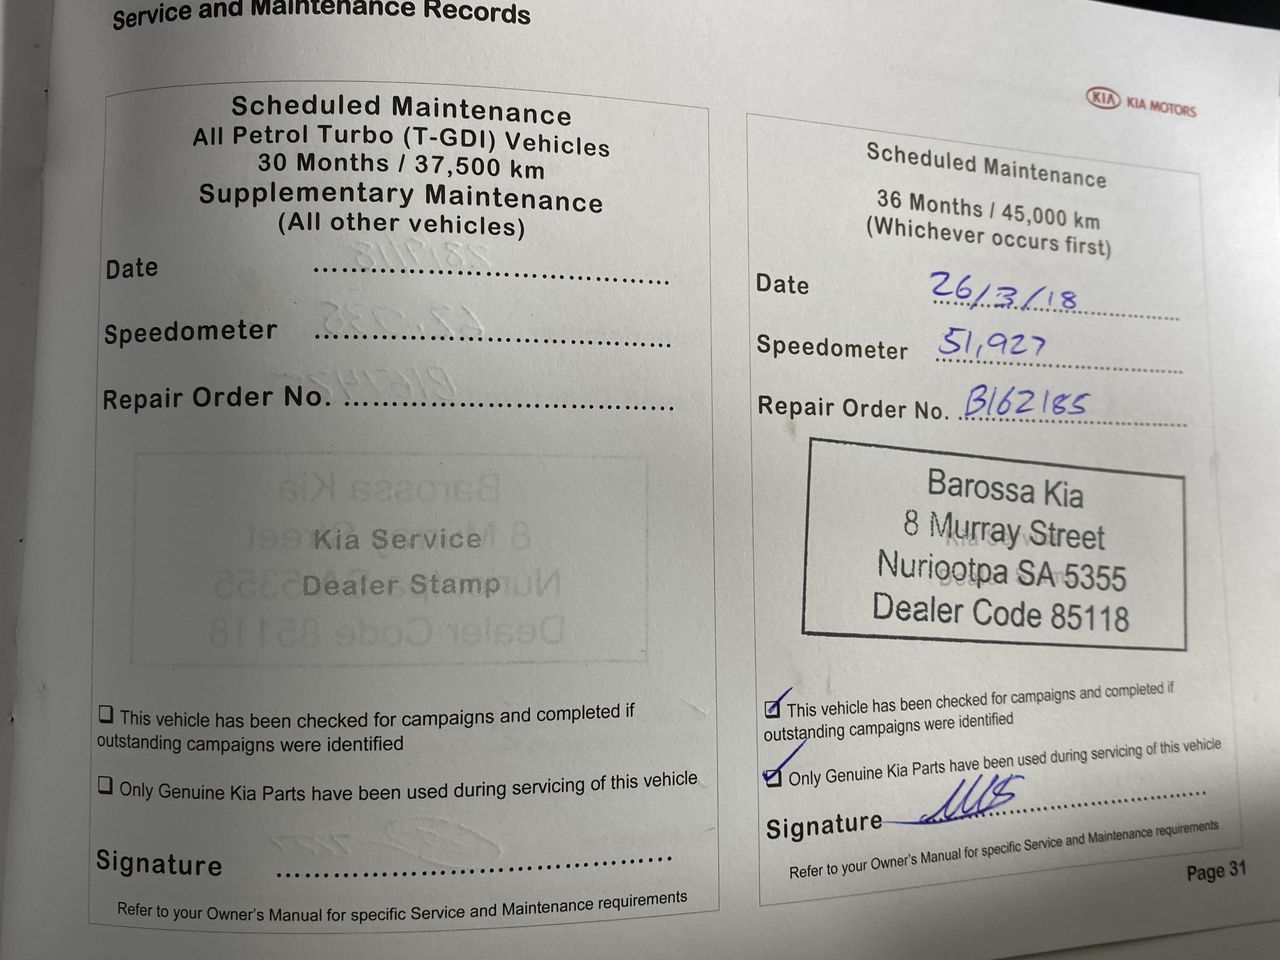 Service and Maintenance Records
KIA KIA MOTORS
Scheduled Maintenance
All Petrol Turbo (T-GDI) Vehicles
30 Months / 37,500 km
Supplementary Maintenance
(All other vehicles)
Date
Speedometer
Repair Order No.
Kia Service
Dealer Stamp
❑ This vehicle has been checked for campaigns and completed if
outstanding campaigns were identified
❑ Only Genuine Kia Parts have been used during servicing of this vehicle
Signature
Refer to your Owner's Manual for specific Service and Maintenance requirements
Scheduled Maintenance
36 Months / 45,000 km
(Whichever occurs first)
Date 26/3/18
Speedometer 51,927
Repair Order No. B162185
Barossa Kia
8 Murray Street
Nuriootpa SA 5355
Dealer Code 85118
This vehicle has been checked for campaigns and completed if
outstanding campaigns were identified
Only Genuine Kia Parts have been used during servicing of this vehicle
Signature
Refer to your Owner's Manual for specific Service and Maintenance requirements
Page 31